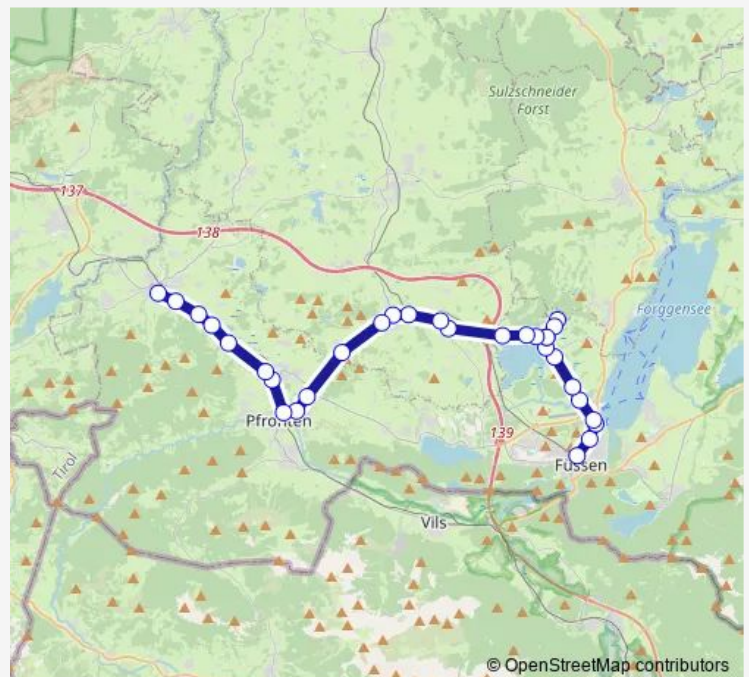 Sulzschneider
Forst
137
138
Forggensee
Pfronten
139
Füssen
Tirol
Vils
© OpenStreetMap contributors